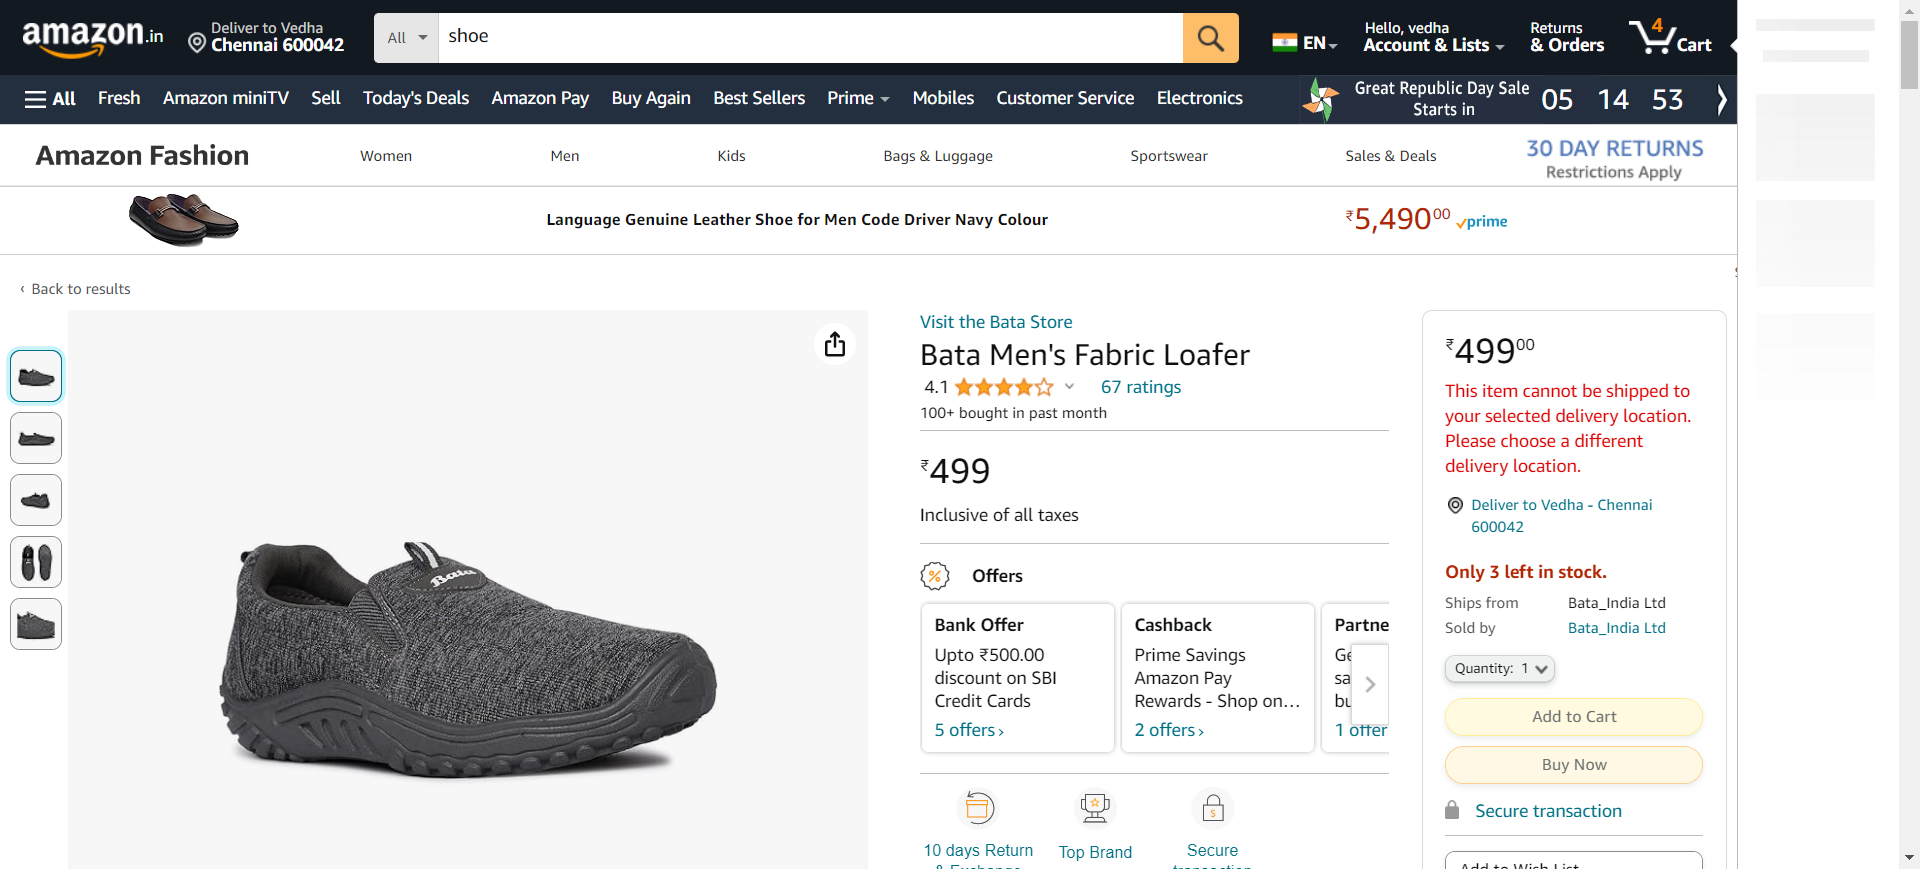 amazon.in
Deliver to Vedha
Chennai 600042
All
shoe
EN
Hello, vedha
Account & Lists
Returns
& Orders
4
Cart
All
Fresh
Amazon miniTV
Sell
Today's Deals
Amazon Pay
Buy Again
Best Sellers
Prime
Mobiles
Customer Service
Electronics
Great Republic Day Sale
Starts in
05 14 53
Amazon Fashion
Women
Men
Kids
Bags & Luggage
Sportswear
Sales & Deals
30 DAY RETURNS
Restrictions Apply
Language Genuine Leather Shoe for Men Code Driver Navy Colour
₹5,49000 prime
‹ Back to results
Bata
Visit the Bata Store
Bata Men's Fabric Loafer
4.1 67 ratings
100+ bought in past month
₹499
Inclusive of all taxes
% Offers
Bank Offer
Upto ₹500.00
discount on SBI
Credit Cards
5 offers ›
Cashback
Prime Savings
Amazon Pay
Rewards - Shop on…
2 offers ›
Partne
Ge
sa
bu
1 offer
10 days Return
& Exchange
Top Brand
Secure
transaction
₹49900
This item cannot be shipped to
your selected delivery location.
Please choose a different
delivery location.
Deliver to Vedha - Chennai
600042
Only 3 left in stock.
Ships from Bata_India Ltd
Sold by Bata_India Ltd
Quantity: 1
Add to Cart
Buy Now
Secure transaction
Add to Wish List